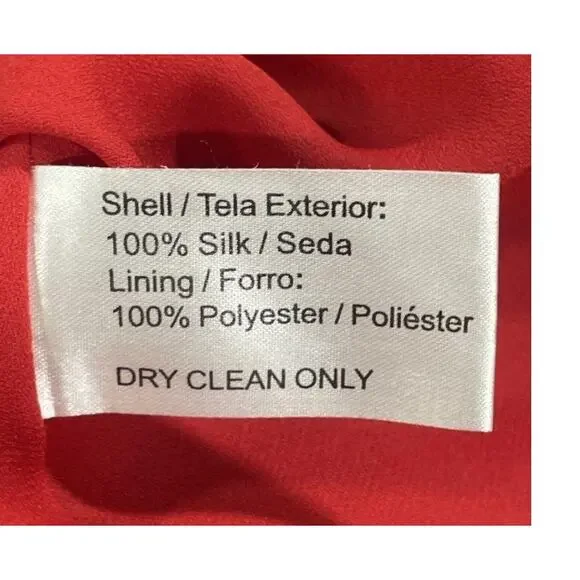 Shell / Tela Exterior:
100% Silk / Seda
Lining / Forro:
100% Polyester / Poliéster
DRY CLEAN ONLY